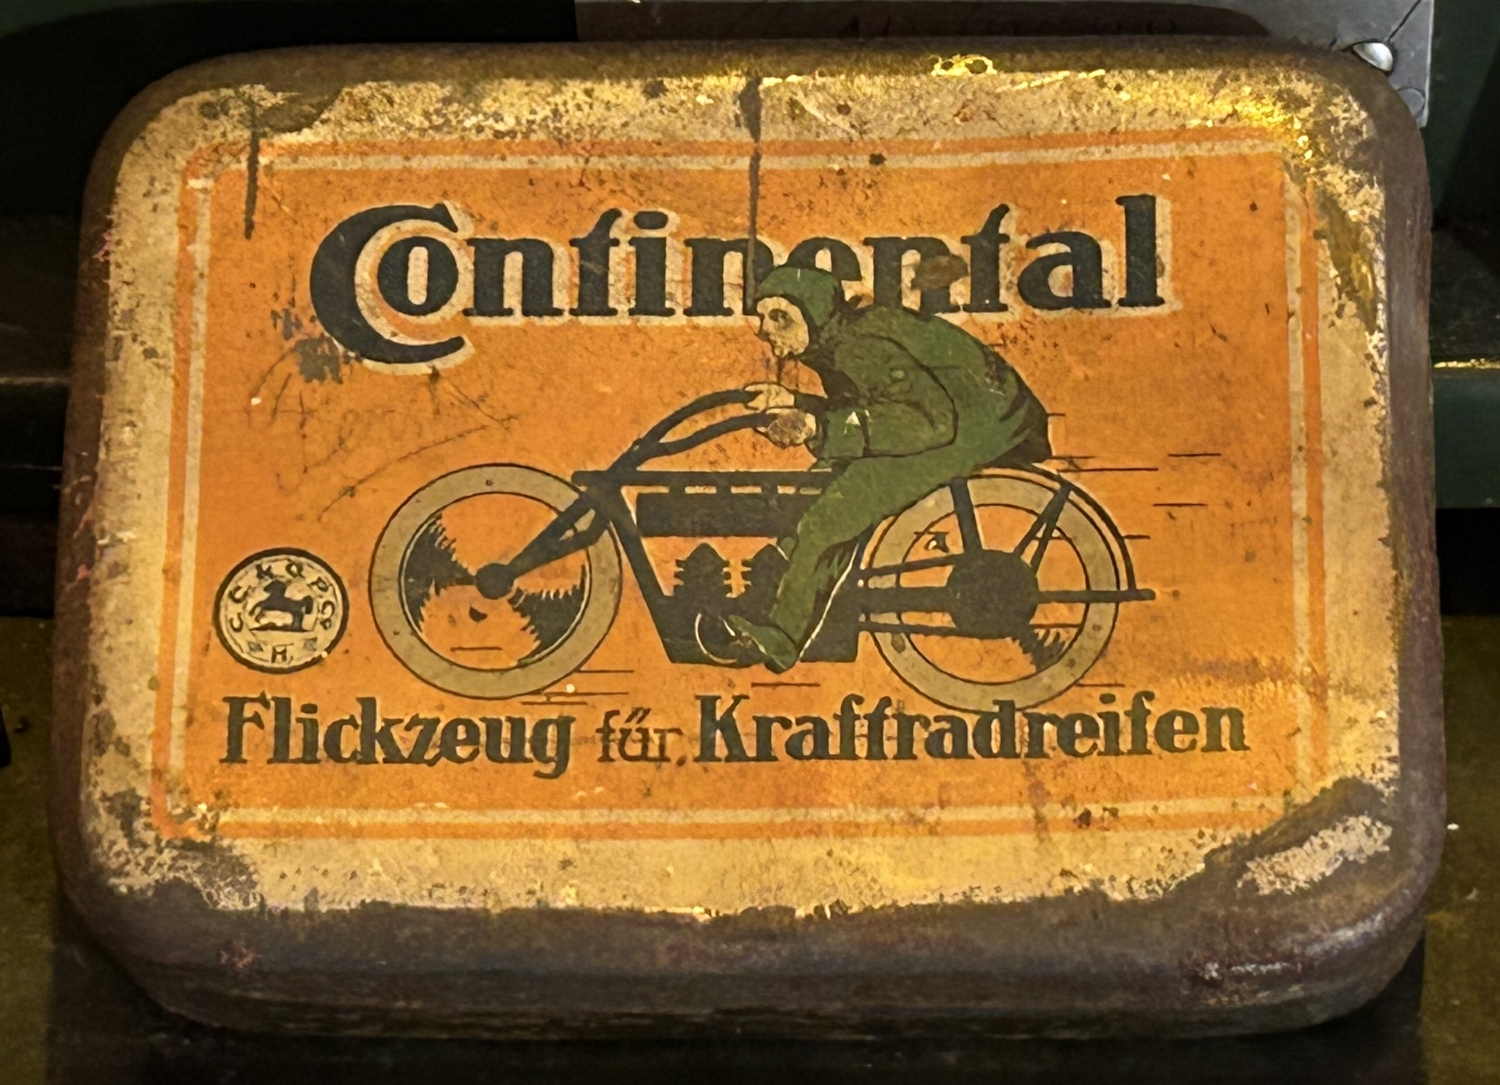 Continental
Flickzeug für Kraftradreifen